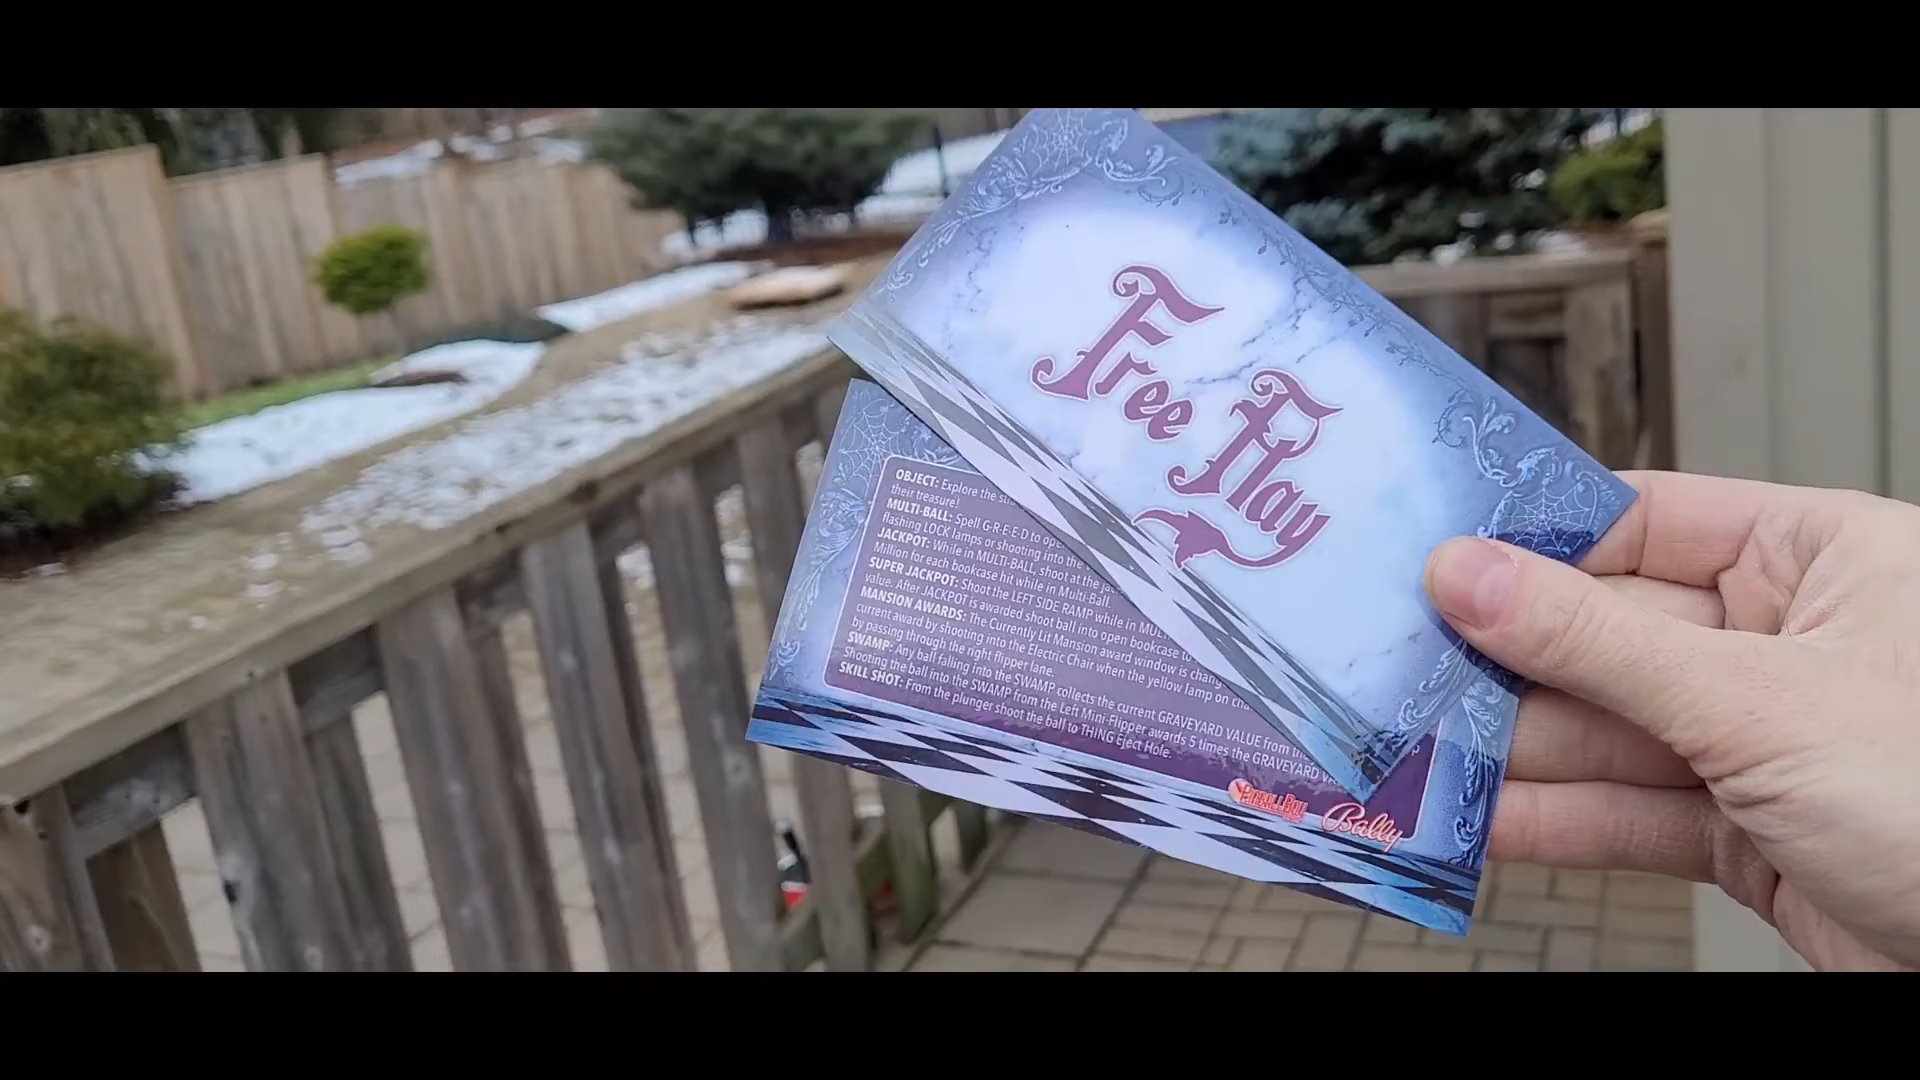 Free Play
OBJECT: Explore the
their treasure!
MULTI-BALL: Spell G-R-E-E-D to
flashing LOCK lamps or shooting into the
JACKPOT: While in MULTI-BALL, shoot at the
Million for each bookcase hit while in Multi-Ball.
SUPER JACKPOT: Shoot the LEFT SIDE RAMP while in
value. After JACKPOT is awarded shoot ball into open bookcase to
MANSION AWARDS: The Currently Lit Mansion award window is
current award by shooting into the Electric Chair when the yellow lamp on
by passing through the right flipper lane.
SWAMP: Any ball falling into the SWAMP collects the current GRAVEYARD VALUE from
Shooting the ball into the SWAMP from the Left Mini-Flipper awards 5 times the GRAVEYARD
SKILL SHOT: From the plunger shoot the ball to THING Eject Hole.
Bally